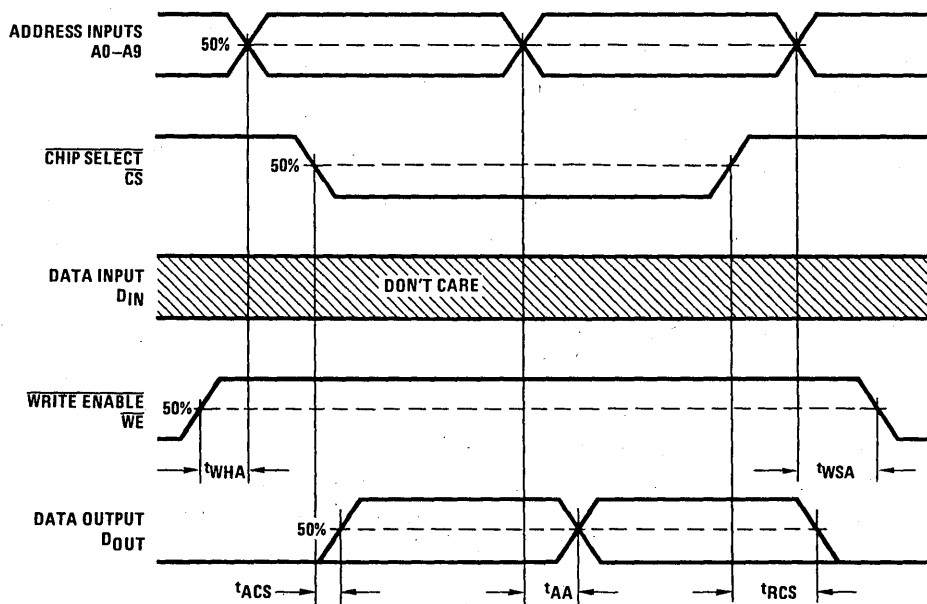 ADDRESS INPUTS
A0–A9
50%
CHIP SELECT
CS
50%
DATA INPUT
DIN
DON'T CARE
WRITE ENABLE
WE
50%
tWHA
tWSA
DATA OUTPUT
DOUT
50%
tACS
tAA
tRCS